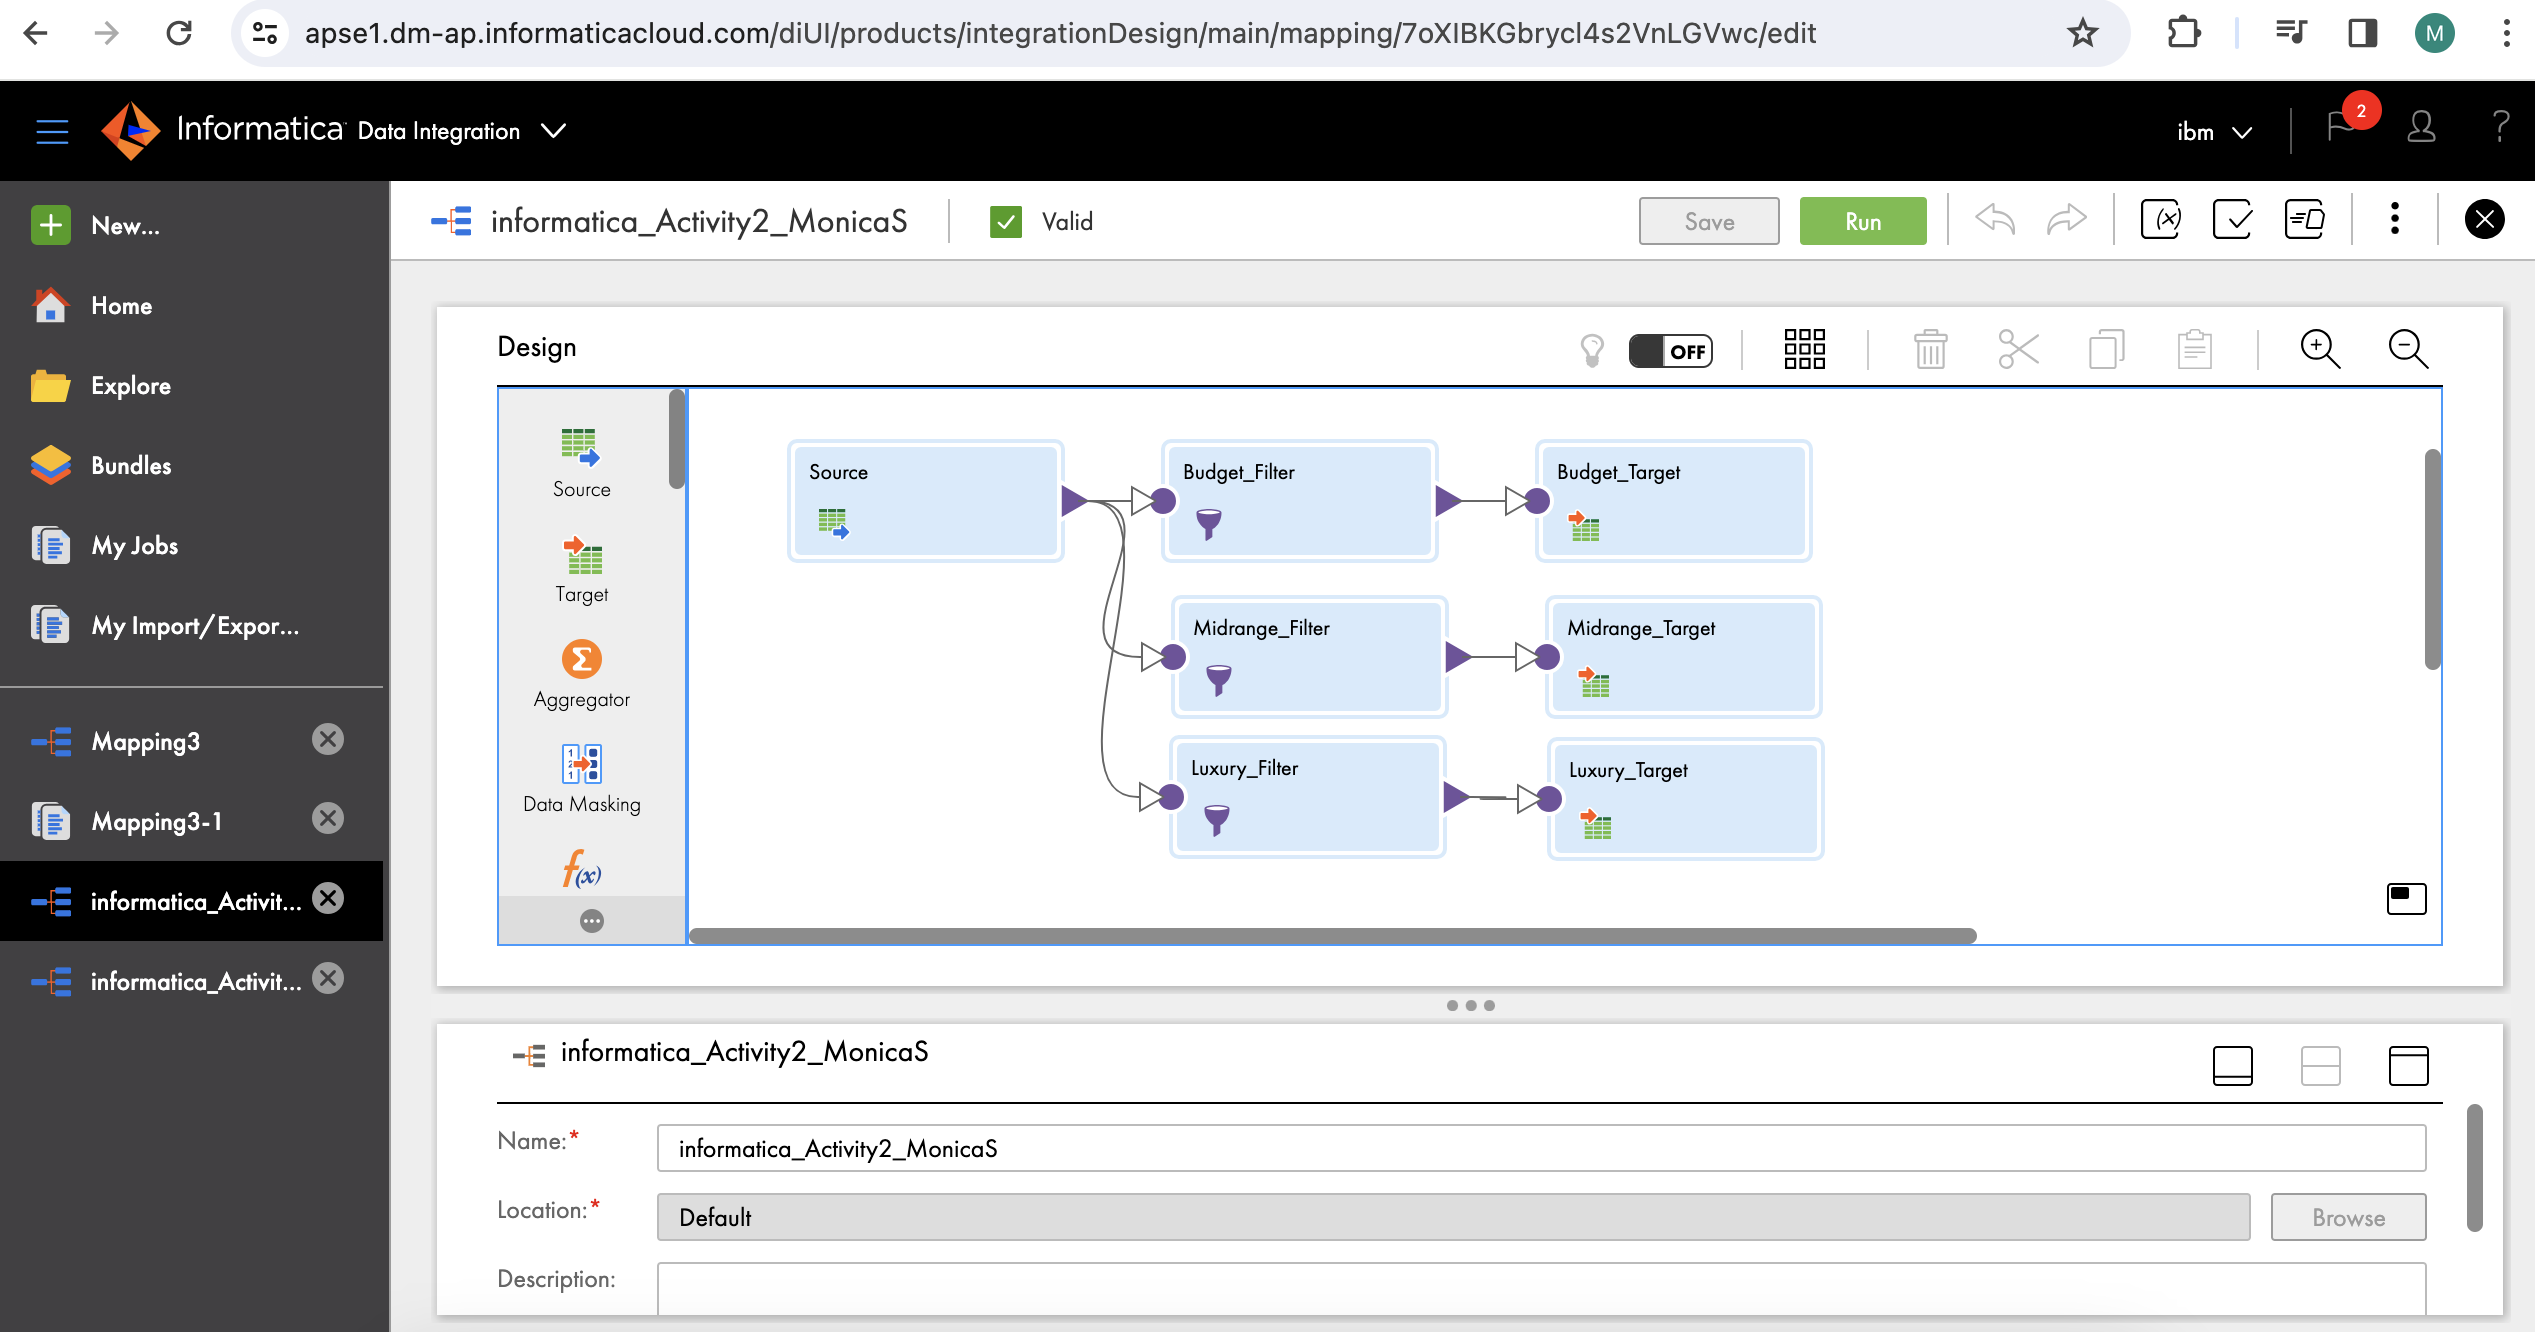 apse1.dm-ap.informaticacloud.com/diUI/products/integrationDesign/main/mapping/7oXIBKGbrycl4s2VnLGVwc/edit
M
Informatica Data Integration
ibm
2
?
New...
Home
Explore
Bundles
My Jobs
My Import/Expor...
Mapping3
Mapping3-1
informatica_Activit...
informatica_Activit...
informatica_Activity2_MonicaS
Valid
Save
Run
Design
OFF
Source
Target
Aggregator
Data Masking
f(x)
Source
Budget_Filter
Budget_Target
Midrange_Filter
Midrange_Target
Luxury_Filter
Luxury_Target
informatica_Activity2_MonicaS
Name:*
informatica_Activity2_MonicaS
Location:*
Default
Browse
Description: